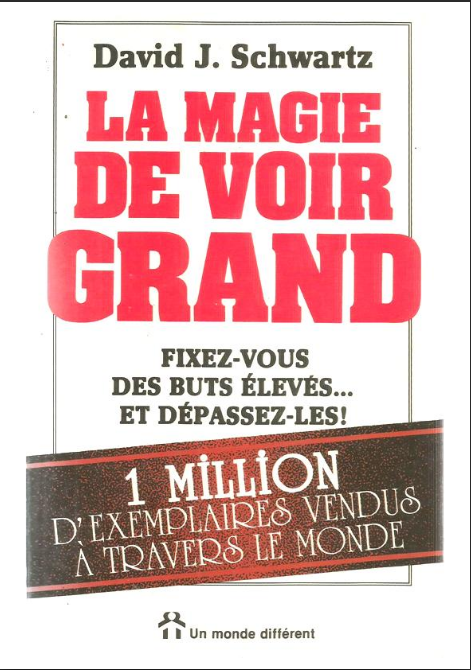 David J. Schwartz
LA MAGIE
DE VOIR
GRAND
FIXEZ-VOUS
DES BUTS ÉLEVÉS...
ET DÉPASSEZ-LES!
1 MiLLiON
D'EXEMPLAIRES VENDUS
À TRAVERS LE MONDE
Un monde différent